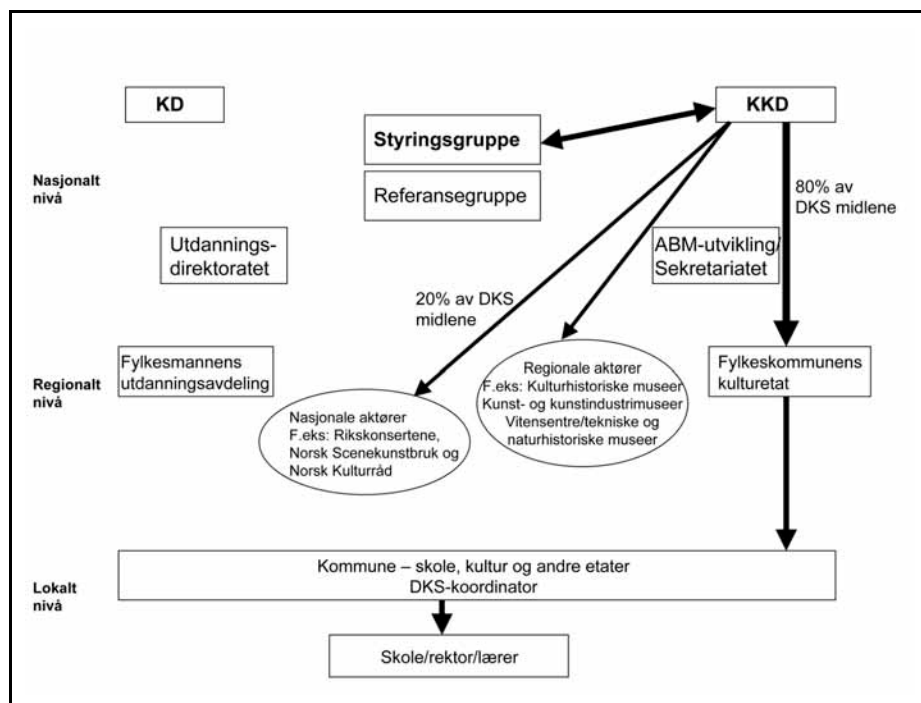 KD
KKD
Styringsgruppe
Nasjonalt
nivå
Referansegruppe
80% av
DKS midlene
Utdannings-
direktoratet
ABM-utvikling/
Sekretariatet
20% av DKS
midlene
Fylkesmannens
utdanningsavdeling
Regionalt
nivå
Nasjonale aktører
F.eks: Rikskonsertene,
Norsk Scenekunstbruk og
Norsk Kulturråd
Regionale aktører
F.eks: Kulturhistoriske museer
Kunst- og kunstindustrimuseer
Vitensentre/tekniske og
naturhistoriske museer
Fylkeskommunens
kulturetat
Kommune – skole, kultur og andre etater
DKS-koordinator
Lokalt
nivå
Skole/rektor/lærer